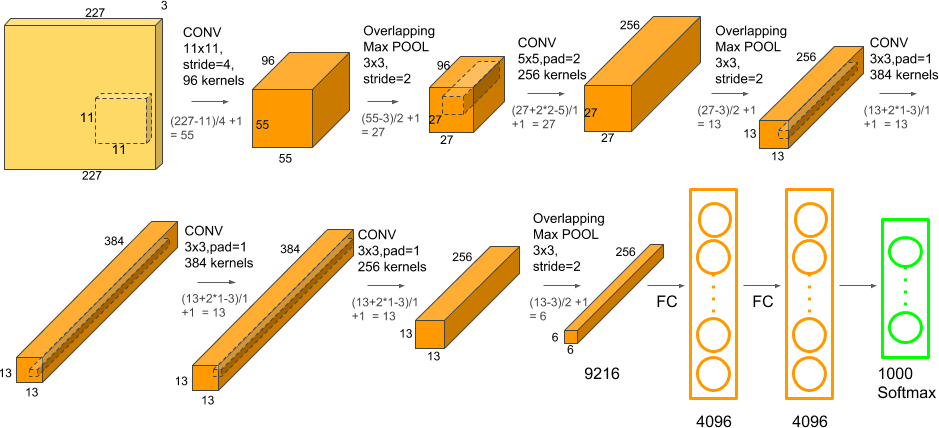 227
3
227
11
11
227
CONV
11x11,
stride=4,
96 kernels
(227-11)/4 +1
= 55
96
55
55
Overlapping
Max POOL
3x3,
stride=2
(55-3)/2 +1
= 27
96
27
27
CONV
5x5,pad=2
256 kernels
(27+2*2-5)/1
+1 = 27
256
27
27
Overlapping
Max POOL
3x3,
stride=2
(27-3)/2 +1
= 13
256
13
13
CONV
3x3,pad=1
384 kernels
(13+2*1-3)/1
+1 = 13
384
13
13
CONV
3x3,pad=1
384 kernels
(13+2*1-3)/1
+1 = 13
384
13
13
CONV
3x3,pad=1
256 kernels
(13+2*1-3)/1
+1 = 13
256
13
13
Overlapping
Max POOL
3x3,
stride=2
(13-3)/2 +1
= 6
256
6
6
9216
FC
4096
FC
4096
1000
Softmax